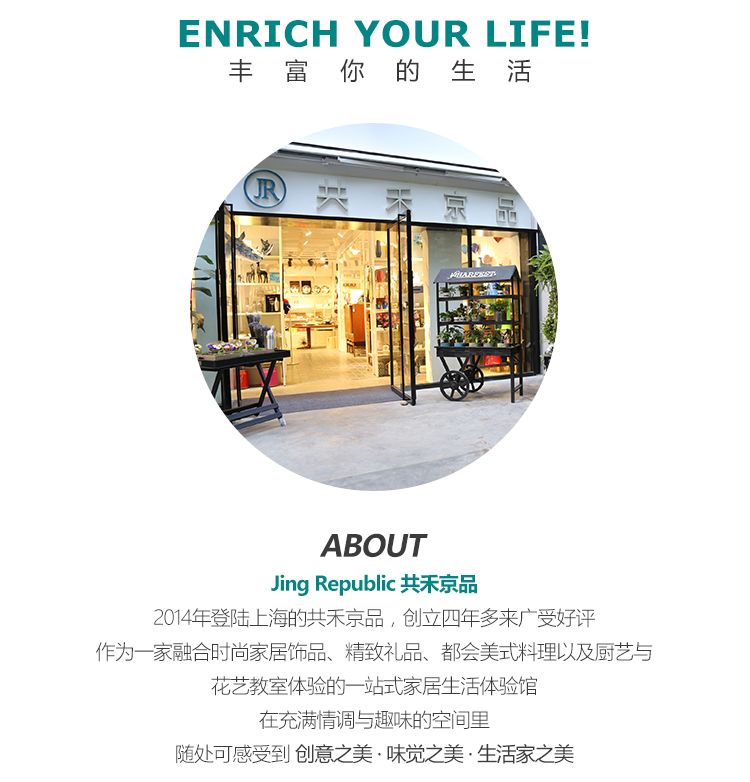 ENRICH YOUR LIFE!
丰富你的生活
JR 共禾京品
HARFEST
ABOUT
Jing Republic 共禾京品
2014年登陆上海的共禾京品，创立四年多来广受好评
作为一家融合时尚家居饰品、精致礼品、都会美式料理以及厨艺与
花艺教室体验的一站式家居生活体验馆
在充满情调与趣味的空间里
随处可感受到 创意之美 · 味觉之美 · 生活家之美